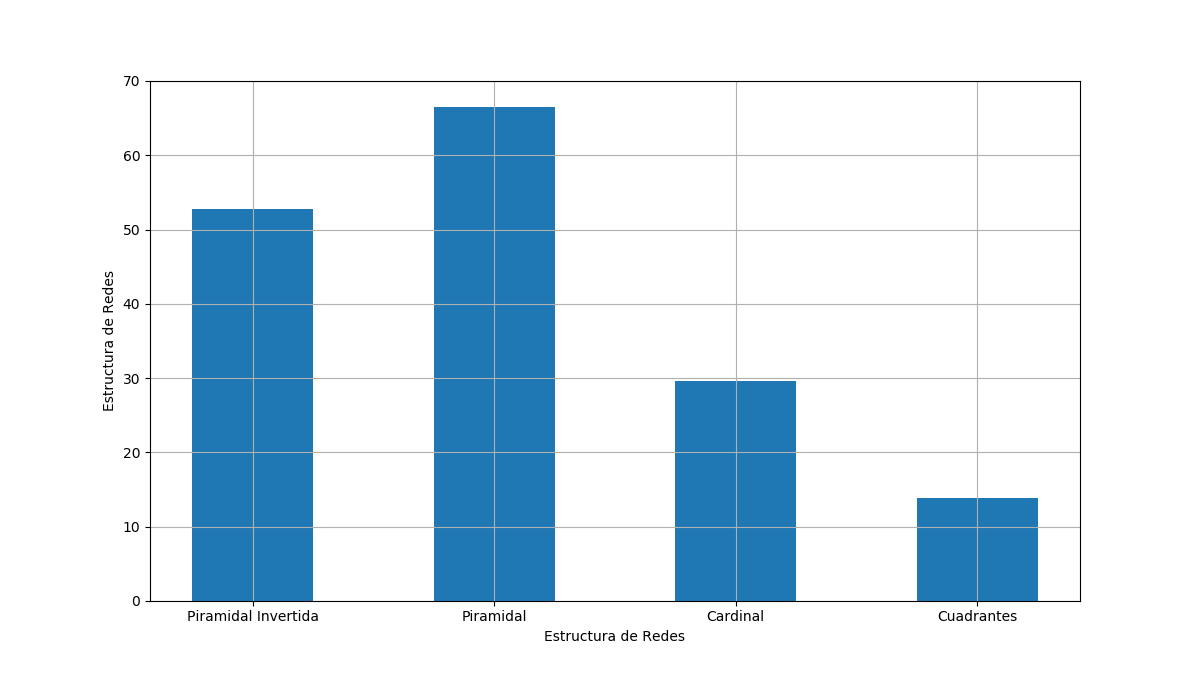 70
60
50
40
30
20
10
0
Estructura de Redes
Piramidal Invertida
Piramidal
Cardinal
Cuadrantes
Estructura de Redes